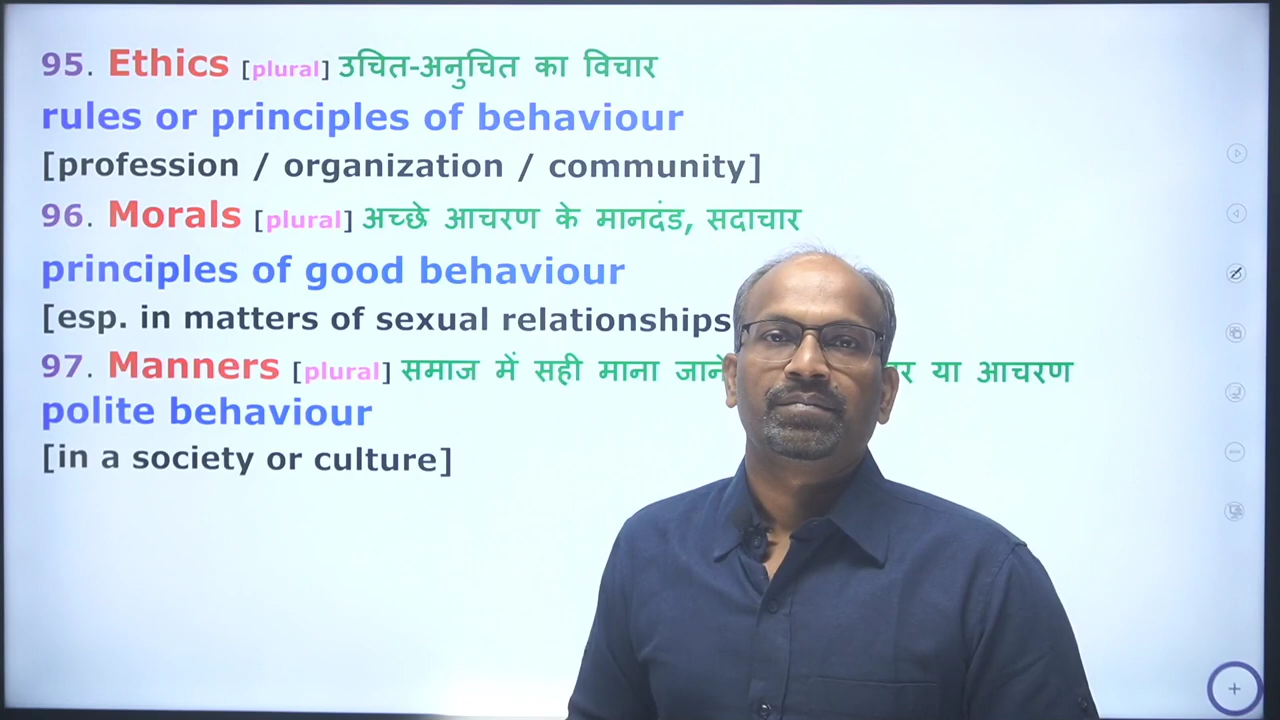 95. Ethics [plural] उचित-अनुचित का विचार
rules or principles of behaviour
[profession / organization / community]
96. Morals [plural] अच्छे आचरण के मानदंड, सदाचार
principles of good behaviour
[esp. in matters of sexual relationships
97. Manners [plural] समाज में सही माना जाने या आचरण
polite behaviour
[in a society or culture]